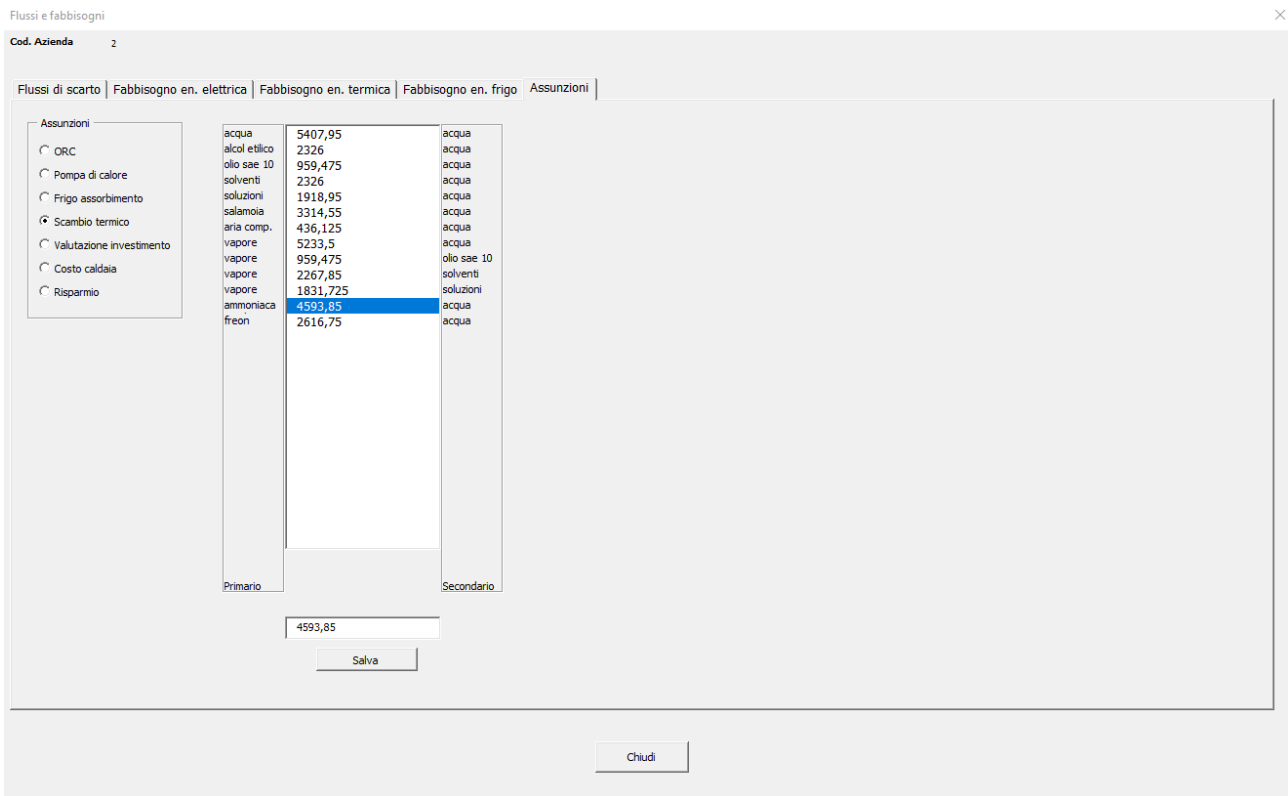 Flussi e fabbisogni
Cod. Azienda 2
Flussi di scarto Fabbisogno en. elettrica Fabbisogno en. termica Fabbisogno en. frigo Assunzioni
Assunzioni
ORC
Pompa di calore
Frigo assorbimento
Scambio termico
Valutazione investimento
Costo caldaia
Risparmio
acqua 5407,95 acqua
alcol etilico 2326 acqua
olio sae 10 959,475 acqua
solventi 2326 acqua
soluzioni 1918,95 acqua
salamoia 3314,55 acqua
aria comp. 436,125 acqua
vapore 5233,5 acqua
vapore 959,475 olio sae 10
vapore 2267,85 solventi
vapore 1831,725 soluzioni
ammoniaca 4593,85 acqua
freon 2616,75 acqua
Primario Secondario
4593,85
Salva
Chiudi